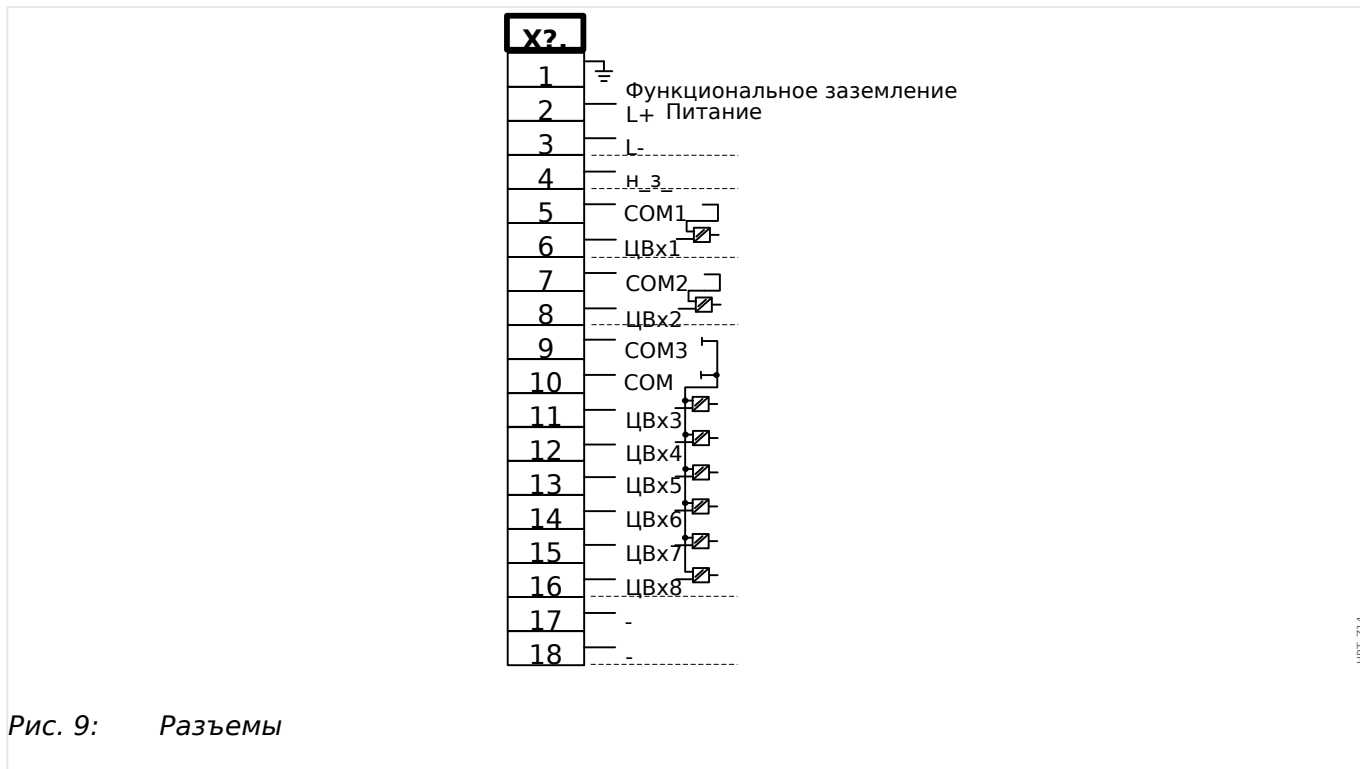 X?.
1
Функциональное заземление
2 L+ Питание
3 L-
4 н_з_
5 COM1
6 ЦВх1
7 COM2
8 ЦВх2
9 COM3
10 COM
11 ЦВх3
12 ЦВх4
13 ЦВх5
14 ЦВх6
15 ЦВх7
16 ЦВх8
17 -
18 -
Рис. 9: Разъемы